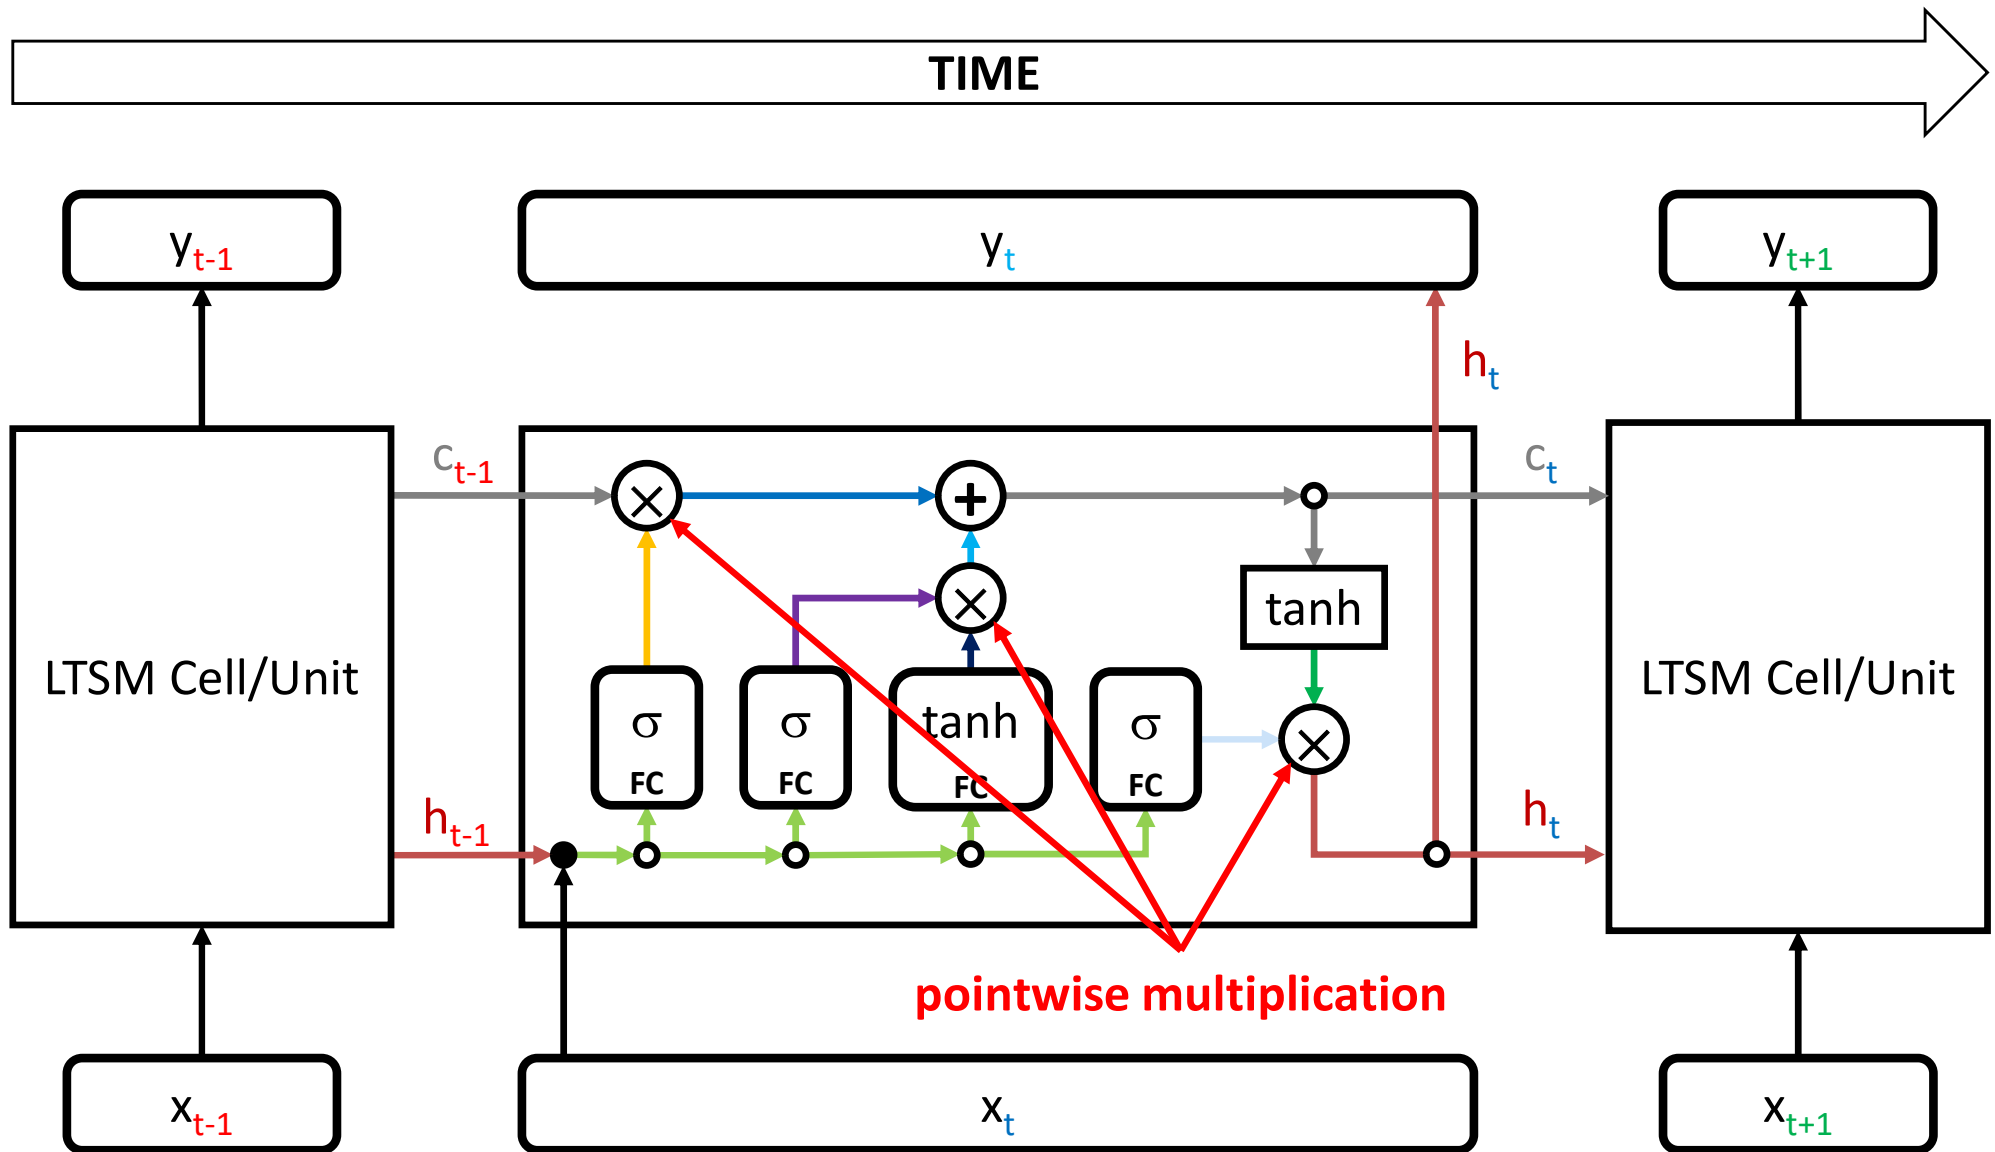 TIME
yt-1
yt
yt+1
ht
ct-1
ct
×
+
×
tanh
LTSM Cell/Unit
LTSM Cell/Unit
σ
FC
σ
FC
tanh
FC
σ
FC
×
ht-1
ht
pointwise multiplication
xt-1
xt
xt+1